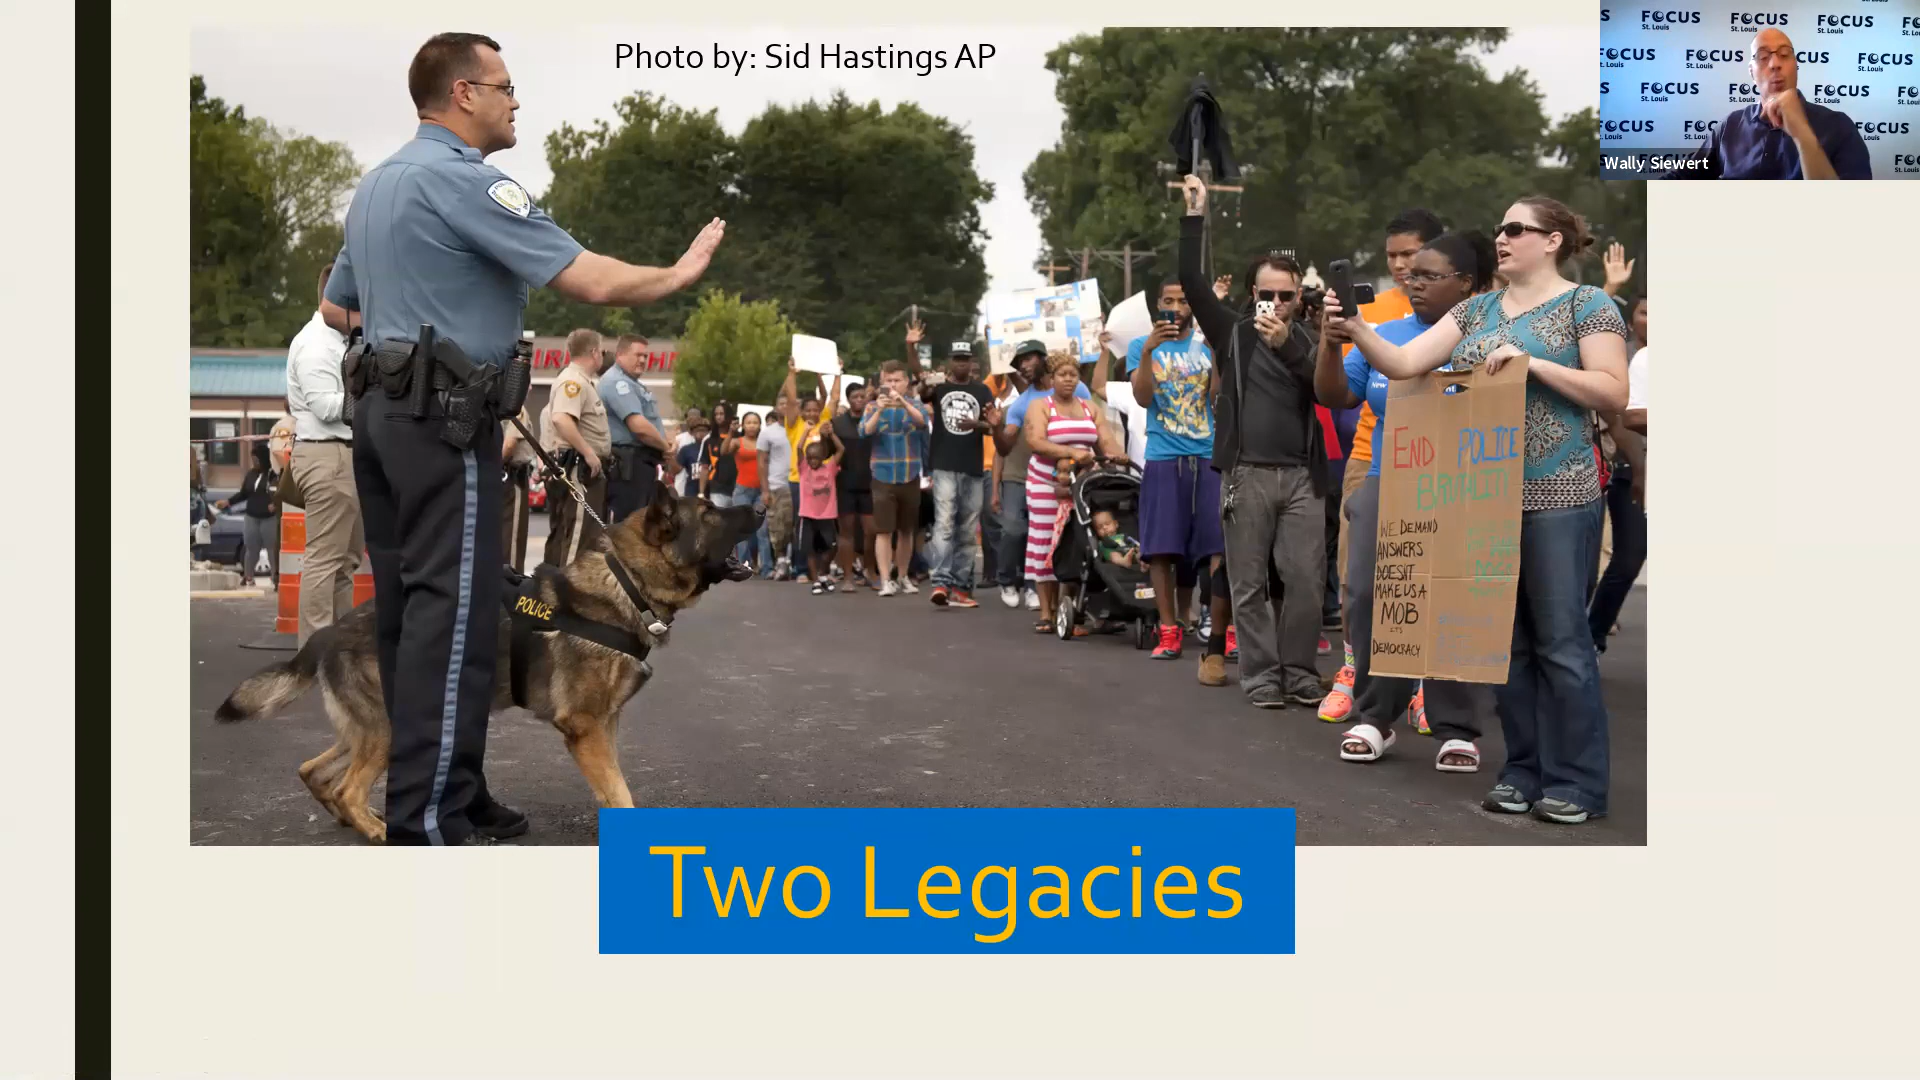 Photo by: Sid Hastings AP
FOCUS
St. Louis
Wally Siewert
POLICE
END POLICE
BRUTALITY
WE DEMAND
ANSWERS
DOESN'T
MAKE US A
MOB
ITS
DEMOCRACY
Two Legacies